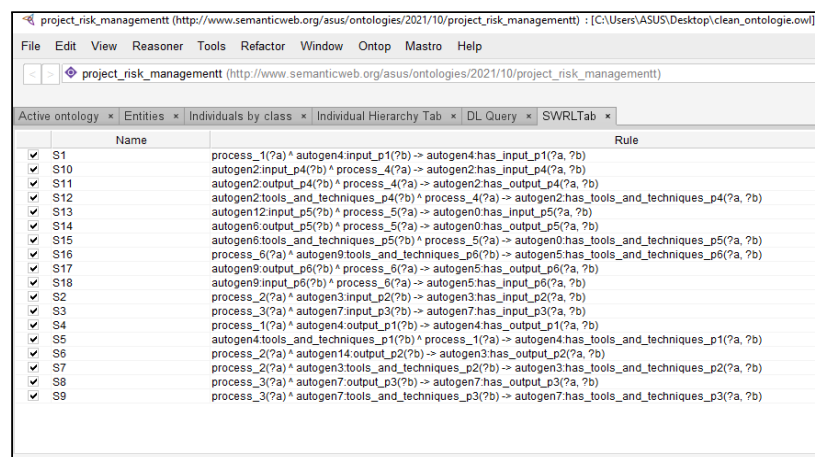 project_risk_managementt (http://www.semanticweb.org/asus/ontologies/2021/10/project_risk_managementt) : [C:\Users\ASUS\Desktop\clean_ontologie.owl]
File Edit View Reasoner Tools Refactor Window Ontop Mastro Help
< > project_risk_managementt (http://www.semanticweb.org/asus/ontologies/2021/10/project_risk_managementt)
Active ontology × Entities × Individuals by class × Individual Hierarchy Tab × DL Query × SWRLTab ×
Name Rule
S1 process_1(?a) ^ autogen4:input_p1(?b) -> autogen4:has_input_p1(?a, ?b)
S10 autogen2:input_p4(?b) ^ process_4(?a) -> autogen2:has_input_p4(?a, ?b)
S11 autogen2:output_p4(?b) ^ process_4(?a) -> autogen2:has_output_p4(?a, ?b)
S12 autogen2:tools_and_techniques_p4(?b) ^ process_4(?a) -> autogen2:has_tools_and_techniques_p4(?a, ?b)
S13 autogen12:input_p5(?b) ^ process_5(?a) -> autogen0:has_input_p5(?a, ?b)
S14 autogen6:output_p5(?b) ^ process_5(?a) -> autogen0:has_output_p5(?a, ?b)
S15 autogen6:tools_and_techniques_p5(?b) ^ process_5(?a) -> autogen0:has_tools_and_techniques_p5(?a, ?b)
S16 process_6(?a) ^ autogen9:tools_and_techniques_p6(?b) -> autogen5:has_tools_and_techniques_p6(?a, ?b)
S17 autogen9:output_p6(?b) ^ process_6(?a) -> autogen5:has_output_p6(?a, ?b)
S18 autogen9:input_p6(?b) ^ process_6(?a) -> autogen5:has_input_p6(?a, ?b)
S2 process_2(?a) ^ autogen3:input_p2(?b) -> autogen3:has_input_p2(?a, ?b)
S3 process_3(?a) ^ autogen7:input_p3(?b) -> autogen7:has_input_p3(?a, ?b)
S4 process_1(?a) ^ autogen4:output_p1(?b) -> autogen4:has_output_p1(?a, ?b)
S5 autogen4:tools_and_techniques_p1(?b) ^ process_1(?a) -> autogen4:has_tools_and_techniques_p1(?a, ?b)
S6 process_2(?a) ^ autogen14:output_p2(?b) -> autogen3:has_output_p2(?a, ?b)
S7 process_2(?a) ^ autogen3:tools_and_techniques_p2(?b) -> autogen3:has_tools_and_techniques_p2(?a, ?b)
S8 process_3(?a) ^ autogen7:output_p3(?b) -> autogen7:has_output_p3(?a, ?b)
S9 process_3(?a) ^ autogen7:tools_and_techniques_p3(?b) -> autogen7:has_tools_and_techniques_p3(?a, ?b)